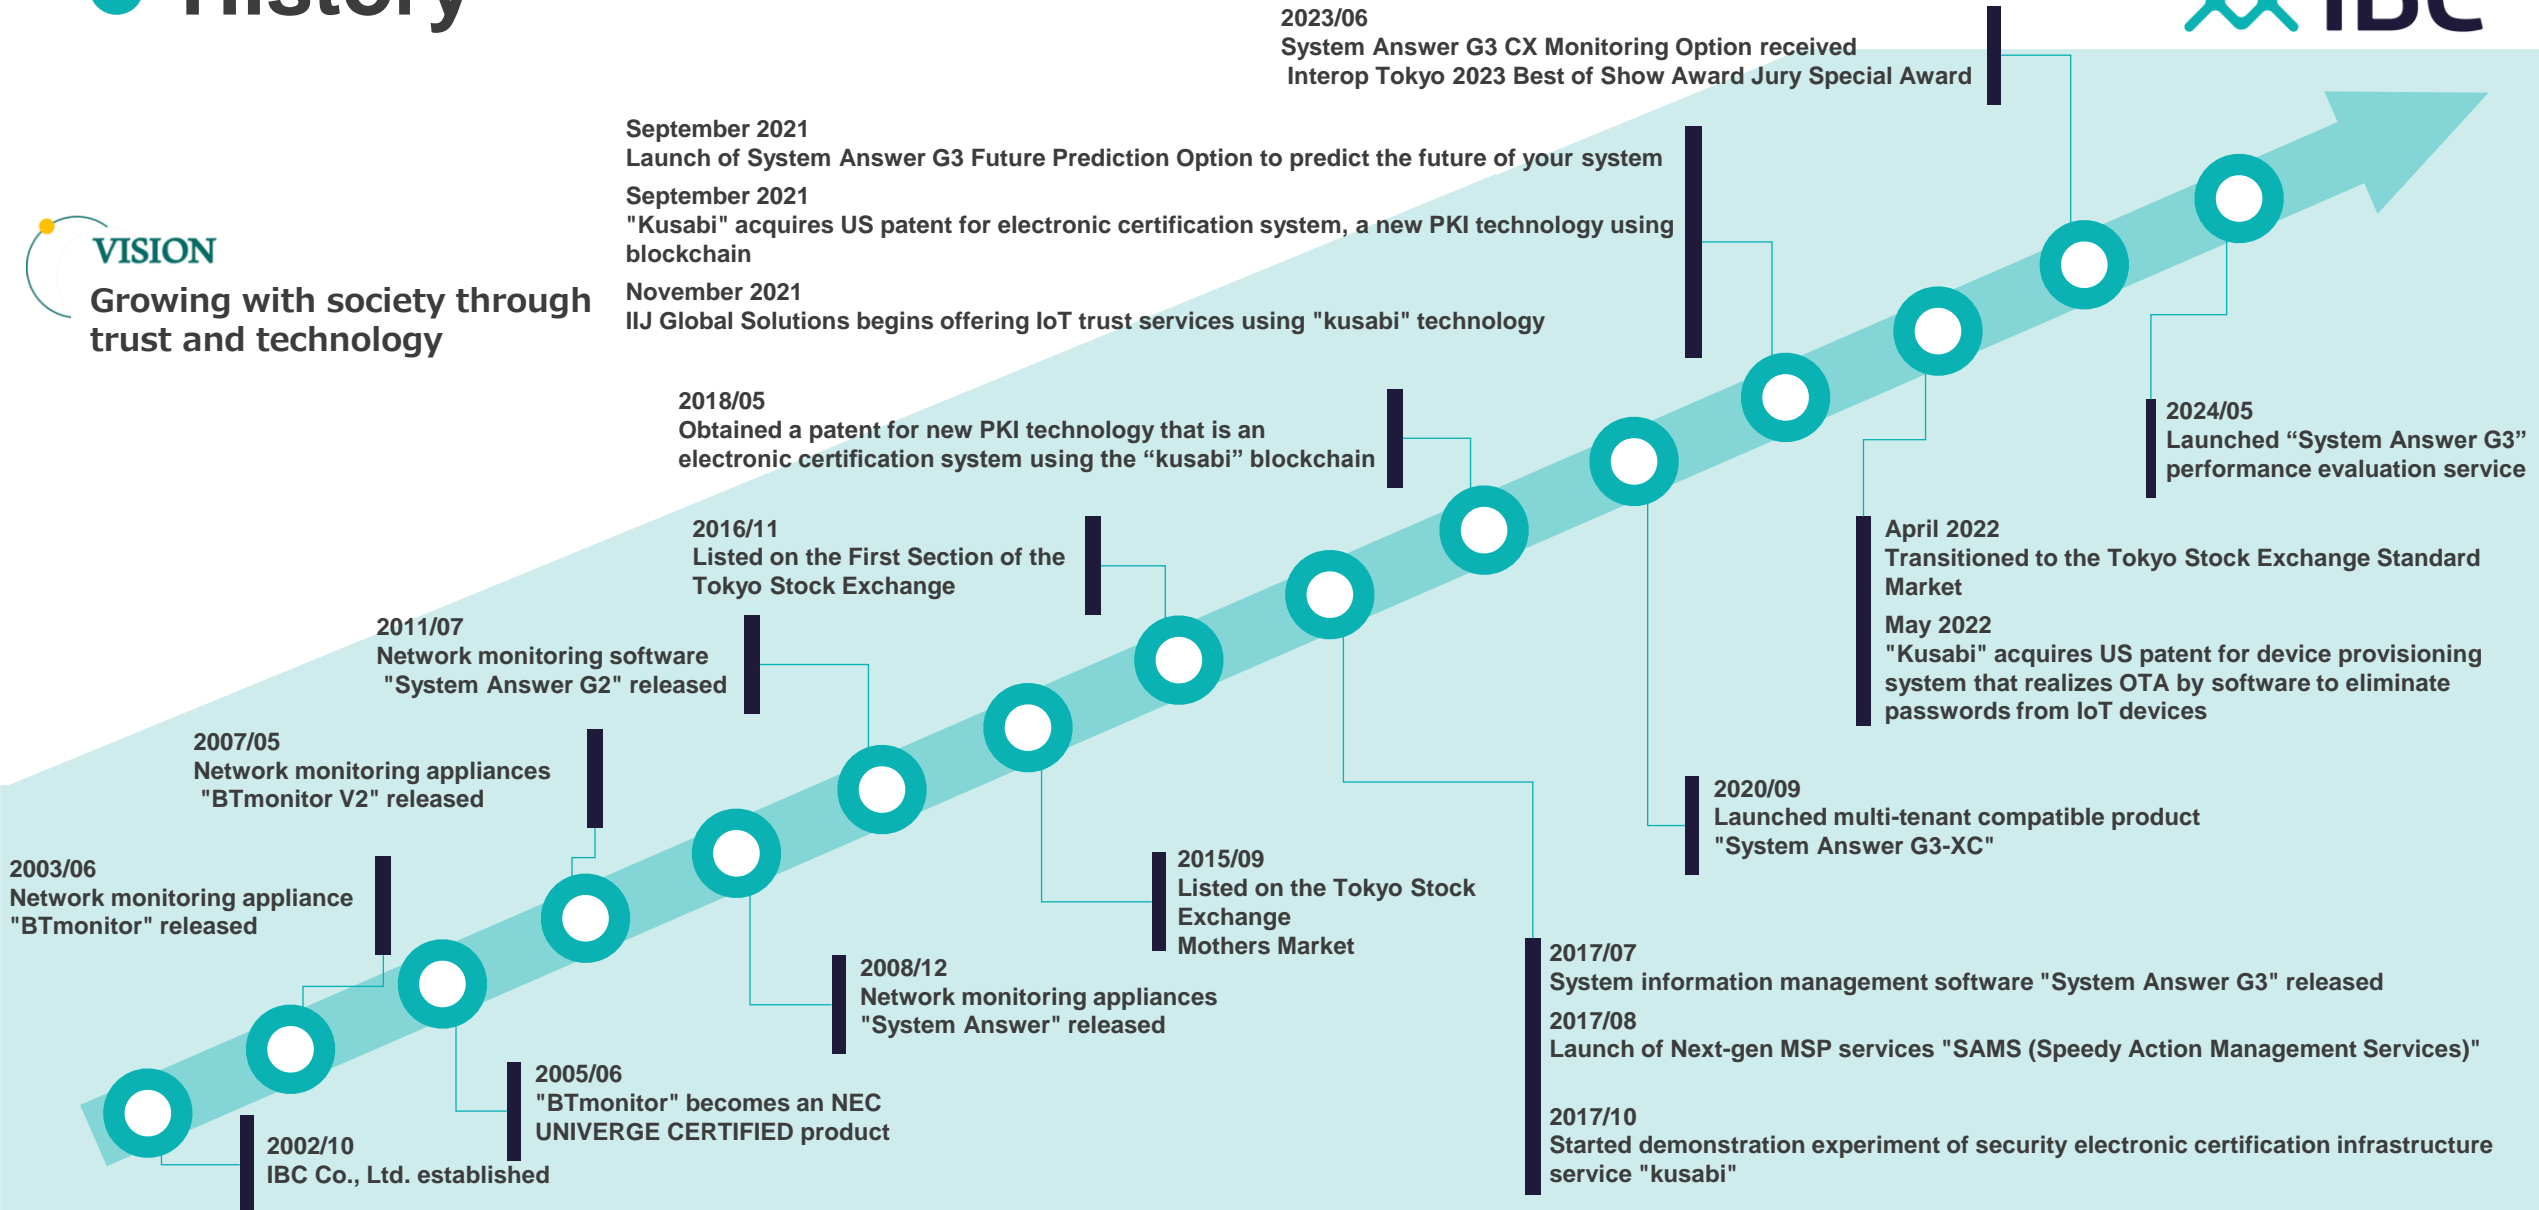 History
IBC
2023/06
System Answer G3 CX Monitoring Option received
Interop Tokyo 2023 Best of Show Award Jury Special Award
September 2021
Launch of System Answer G3 Future Prediction Option to predict the future of your system
September 2021
"Kusabi" acquires US patent for electronic certification system, a new PKI technology using
blockchain
November 2021
IIJ Global Solutions begins offering IoT trust services using "kusabi" technology
VISION
Growing with society through
trust and technology
2018/05
Obtained a patent for new PKI technology that is an
electronic certification system using the “kusabi” blockchain
2024/05
Launched “System Answer G3”
performance evaluation service
2016/11
Listed on the First Section of the
Tokyo Stock Exchange
April 2022
Transitioned to the Tokyo Stock Exchange Standard
Market
May 2022
"Kusabi" acquires US patent for device provisioning
system that realizes OTA by software to eliminate
passwords from IoT devices
2011/07
Network monitoring software
"System Answer G2" released
2007/05
Network monitoring appliances
"BTmonitor V2" released
2020/09
Launched multi-tenant compatible product
"System Answer G3-XC"
2003/06
Network monitoring appliance
"BTmonitor" released
2015/09
Listed on the Tokyo Stock
Exchange
Mothers Market
2008/12
Network monitoring appliances
"System Answer" released
2017/07
System information management software "System Answer G3" released
2017/08
Launch of Next-gen MSP services "SAMS (Speedy Action Management Services)"
2017/10
Started demonstration experiment of security electronic certification infrastructure
service "kusabi"
2005/06
"BTmonitor" becomes an NEC
UNIVERGE CERTIFIED product
2002/10
IBC Co., Ltd. established